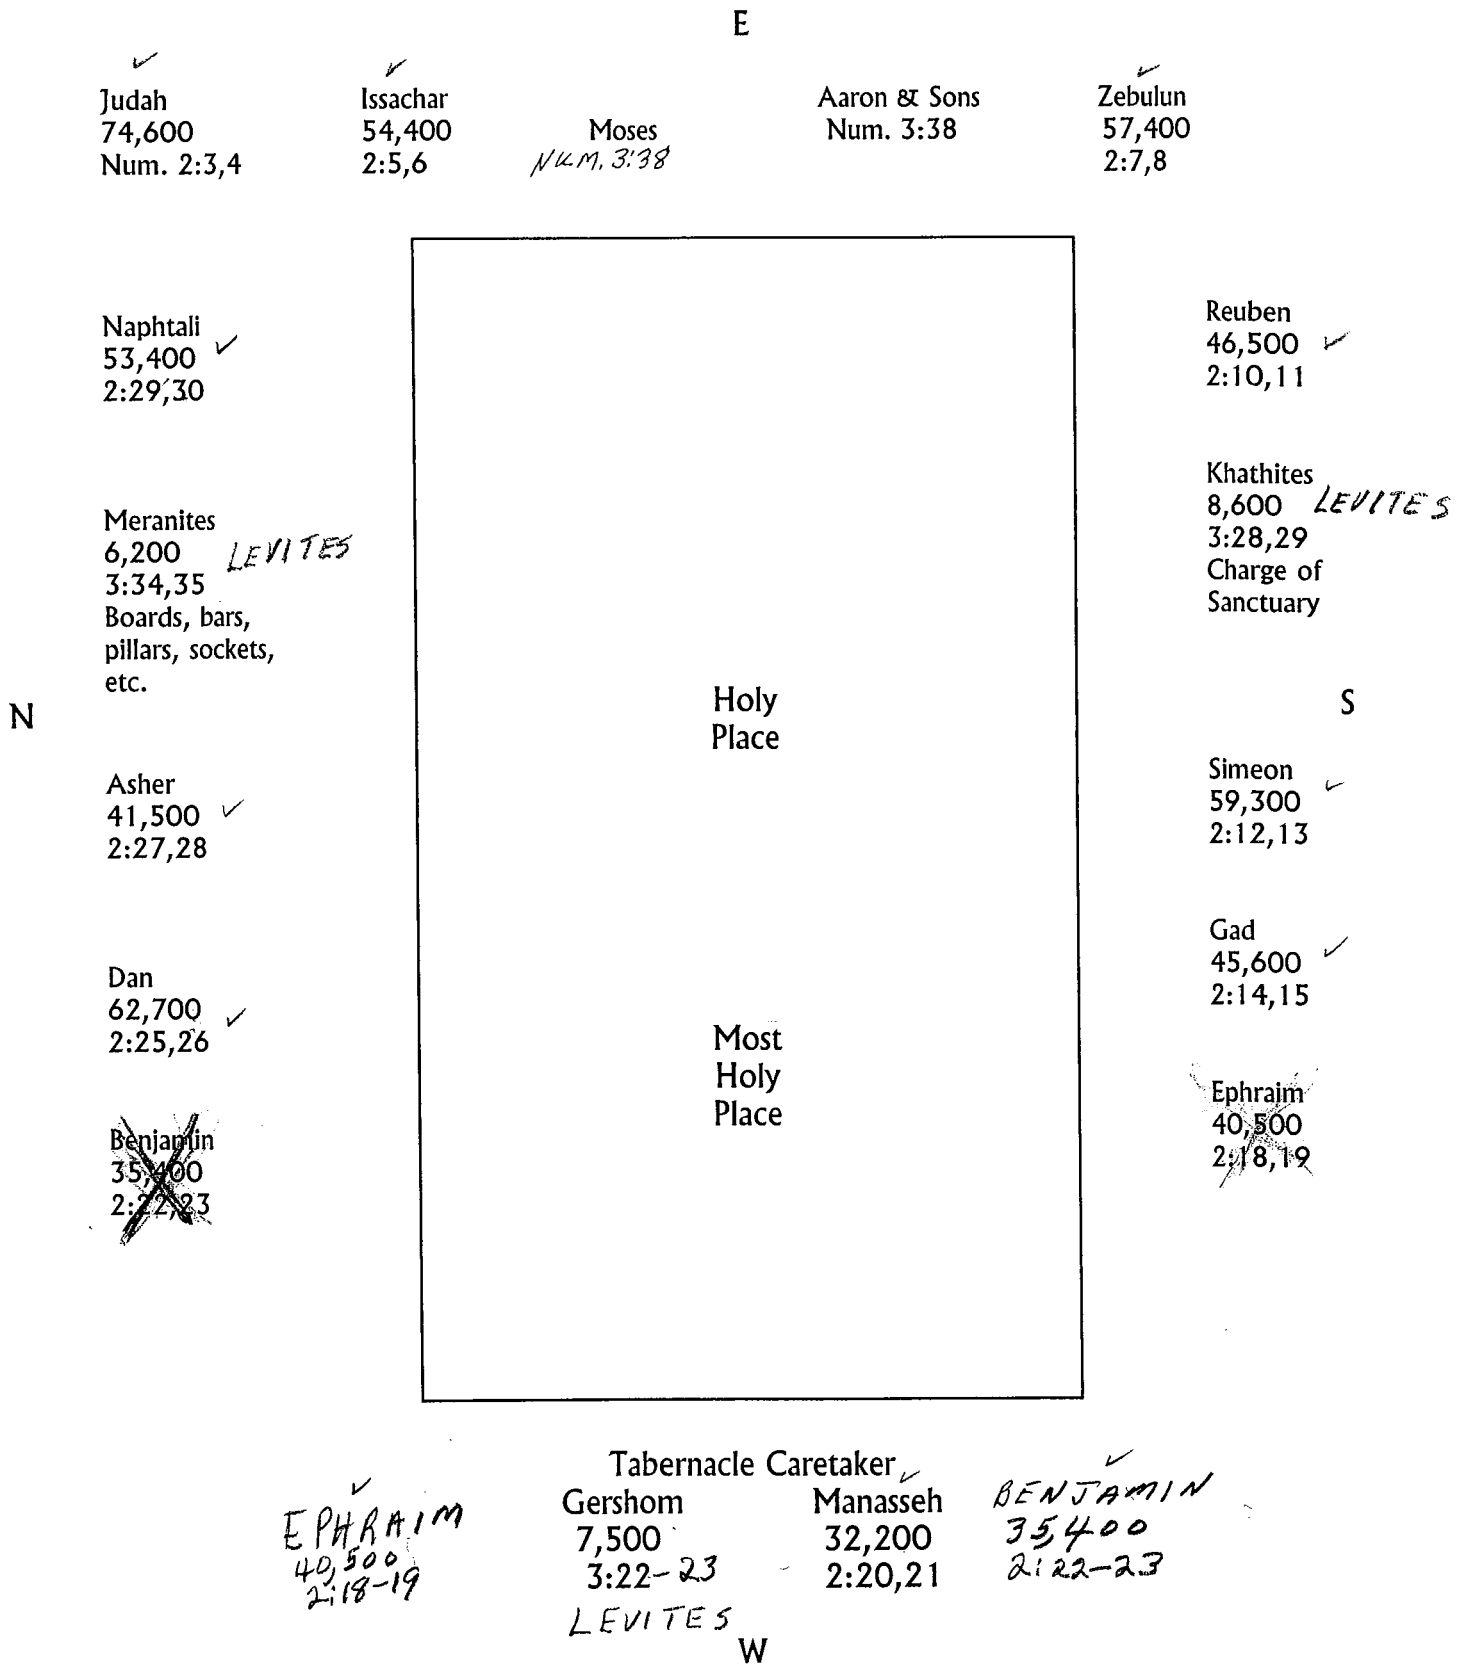 E
Judah
74,600
Num. 2:3,4
Issachar
54,400
2:5,6
Moses
NUM. 3:38
Aaron & Sons
Num. 3:38
Zebulun
57,400
2:7,8
Naphtali
53,400
2:29,30
Reuben
46,500
2:10,11
Meranites
6,200 LEVITES
3:34,35
Boards, bars,
pillars, sockets,
etc.
Khathites
8,600 LEVITES
3:28,29
Charge of
Sanctuary
N
Holy
Place
S
Asher
41,500
2:27,28
Simeon
59,300
2:12,13
Dan
62,700
2:25,26
Gad
45,600
2:14,15
Most
Holy
Place
Benjamin
35,400
2:22,23
Ephraim
40,500
2:18,19
Tabernacle Caretaker
EPHRAIM
40,500
2:18-19
Gershom
7,500
3:22-23
LEVITES
Manasseh
32,200
2:20,21
BENJAMIN
35,400
2:22-23
W